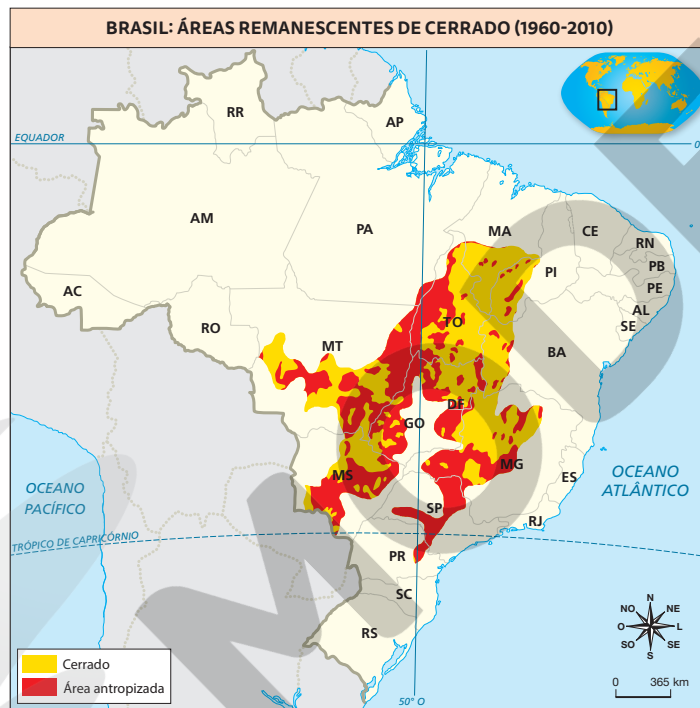 BRASIL: ÁREAS REMANESCENTES DE CERRADO (1960-2010)
RR
AP
EQUADOR
0
AM
PA
MA
CE
RN
PB
PE
PI
AL
SE
AC
RO
TO
MT
BA
DF
GO
MS
MG
ES
SP
RJ
OCEANO
PACÍFICO
OCEANO
ATLÂNTICO
TRÓPICO DE CAPRICÓRNIO
PR
SC
RS
N
NO NE
O L
SO SE
S
Cerrado
Área antropizada
50° O
0 365 km